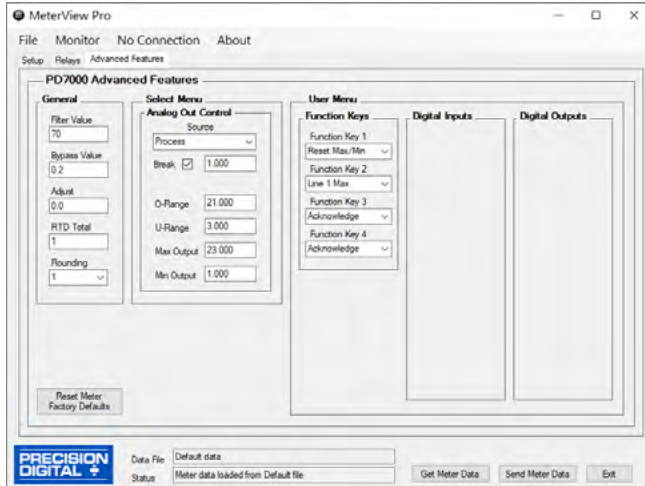 MeterView Pro
File Monitor No Connection About
Setup Relays Advanced Features
PD7000 Advanced Features
General
Filter Value
70
Bypass Value
0.2
Adjust
0.0
RTD Total
1
Rounding
1
Select Menu
Analog Out Control
Source
Process
Break 1.000
O-Range 21.000
U-Range 3.000
Max Output 23.000
Min Output 1.000
User Menu
Function Keys
Function Key 1
Reset Max/Min
Function Key 2
Line 1 Max
Function Key 3
Acknowledge
Function Key 4
Acknowledge
Digital Inputs
Digital Outputs
Reset Meter
Factory Defaults
PRECISION
DIGITAL
Data File Default data
Status Meter data loaded from Default file
Get Meter Data Send Meter Data Exit